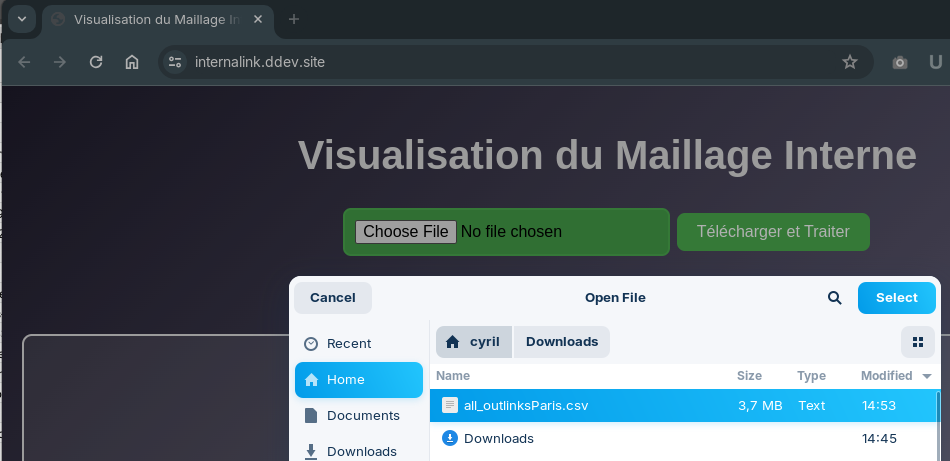 Visualisation du Maillage In
internalink.ddev.site
U
Visualisation du Maillage Interne
Choose File No file chosen
Télécharger et Traiter
Cancel
Open File
Select
Recent
Home
Documents
Downloads
cyril
Downloads
Name Size Type Modified
all_outlinksParis.csv 3,7 MB Text 14:53
Downloads 14:45